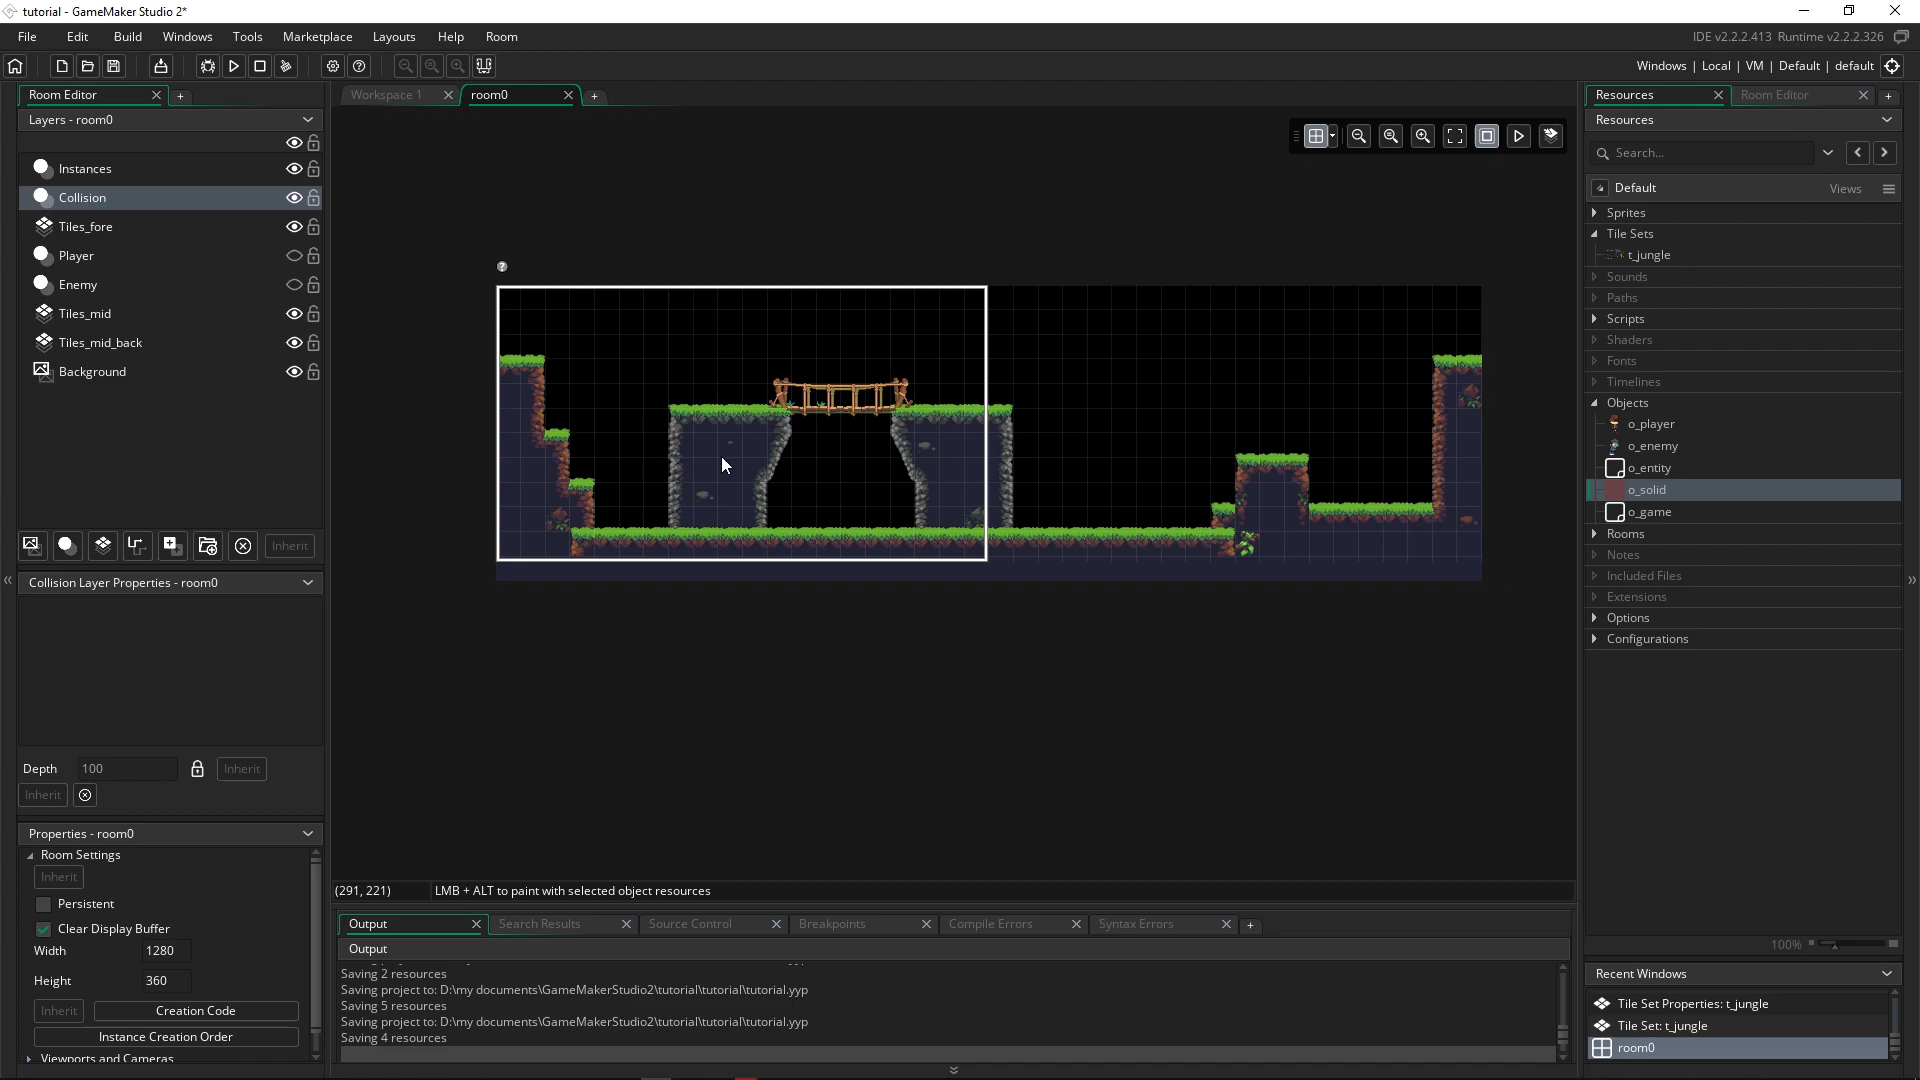 tutorial - GameMaker Studio 2*
File Edit Build Windows Tools Marketplace Layouts Help Room
IDE v2.2.2.413 Runtime v2.2.2.326
Windows | Local | VM | Default | default
Room Editor
Layers - room0
Instances
Collision
Tiles_fore
Player
Enemy
Tiles_mid
Tiles_mid_back
Background
Inherit
Collision Layer Properties - room0
Depth 100 Inherit
Inherit
Properties - room0
Room Settings
Inherit
Persistent
Clear Display Buffer
Width 1280
Height 360
Inherit Creation Code
Instance Creation Order
Viewports and Cameras
Workspace 1 room0
(291, 221) LMB + ALT to paint with selected object resources
Output Search Results Source Control Breakpoints Compile Errors Syntax Errors
Output
Saving 2 resources
Saving project to: D:\my documents\GameMakerStudio2\tutorial\tutorial\tutorial.yyp
Saving 5 resources
Saving project to: D:\my documents\GameMakerStudio2\tutorial\tutorial\tutorial.yyp
Saving 4 resources
Resources Room Editor
Resources
Search...
Default Views
Sprites
Tile Sets
t_jungle
Sounds
Paths
Scripts
Shaders
Fonts
Timelines
Objects
o_player
o_enemy
o_entity
o_solid
o_game
Rooms
Notes
Included Files
Extensions
Options
Configurations
100%
Recent Windows
Tile Set Properties: t_jungle
Tile Set: t_jungle
room0